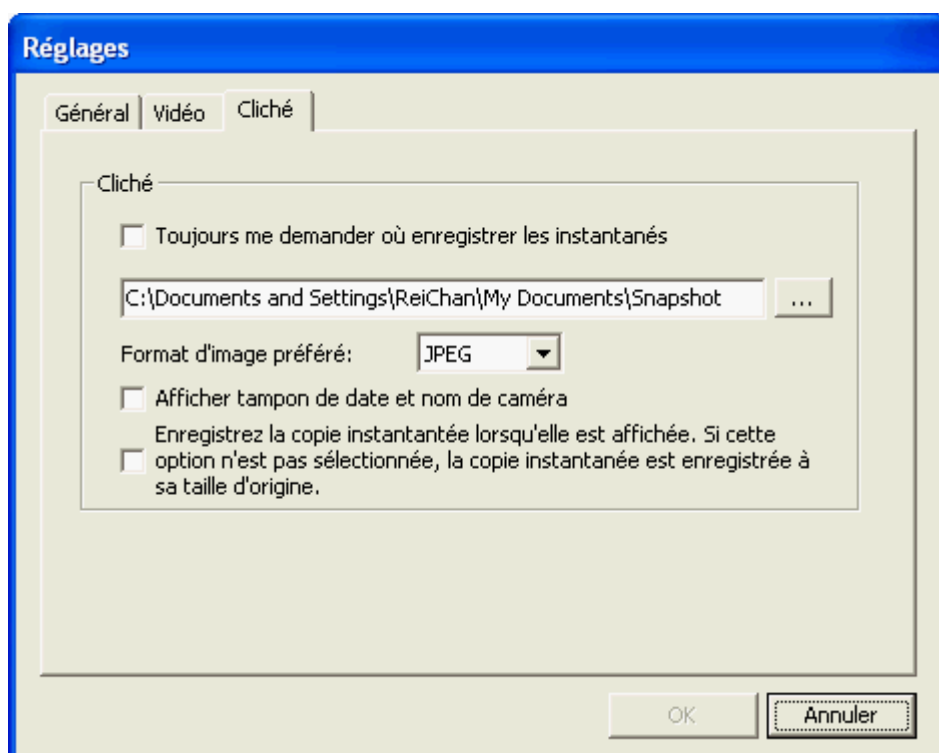 Réglages
Général
Vidéo
Cliché
Cliché
Toujours me demander où enregistrer les instantanés
C:\Documents and Settings\ReiChan\My Documents\Snapshot
...
Format d'image préféré:
JPEG
Afficher tampon de date et nom de caméra
Enregistrez la copie instantantée lorsqu'elle est affichée. Si cette
option n'est pas sélectionnée, la copie instantanée est enregistrée à
sa taille d'origine.
OK
Annuler